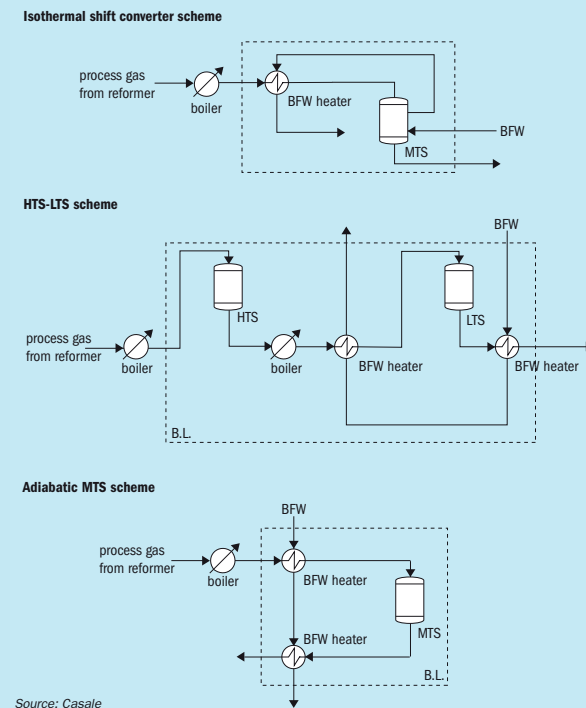 Isothermal shift converter scheme
process gas
from reformer
boiler
BFW heater
BFW
MTS
HTS-LTS scheme
BFW
HTS
LTS
process gas
from reformer
boiler
boiler
BFW heater
BFW heater
B.L.
Adiabatic MTS scheme
BFW
process gas
from reformer
boiler
BFW heater
MTS
BFW heater
B.L.
Source: Casale